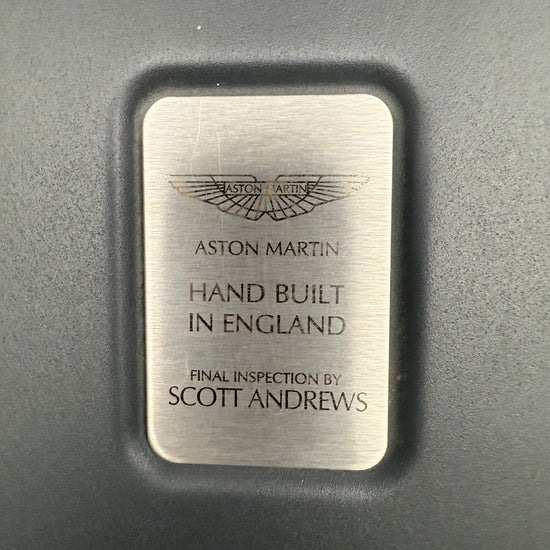 ASTON MARTIN
ASTON MARTIN
HAND BUILT
IN ENGLAND
FINAL INSPECTION BY
SCOTT ANDREWS